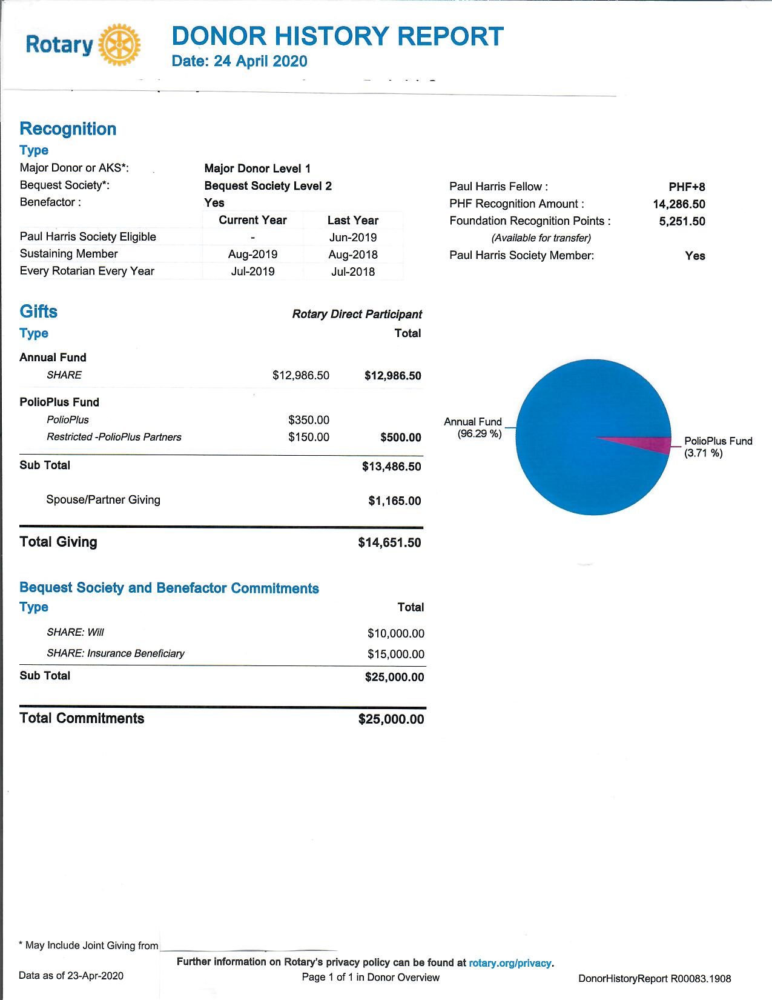 Rotary
DONOR HISTORY REPORT
Date: 24 April 2020
Recognition
Type
Major Donor or AKS*: Major Donor Level 1
Bequest Society*: Bequest Society Level 2 Paul Harris Fellow : PHF+8
Benefactor : Yes PHF Recognition Amount : 14,286.50
Current Year Last Year Foundation Recognition Points : 5,251.50
Paul Harris Society Eligible - Jun-2019 (Available for transfer)
Sustaining Member Aug-2019 Aug-2018 Paul Harris Society Member: Yes
Every Rotarian Every Year Jul-2019 Jul-2018
Gifts Rotary Direct Participant
Type Total
Annual Fund
SHARE $12,986.50 $12,986.50
PolioPlus Fund
PolioPlus $350.00
Restricted -PolioPlus Partners $150.00 $500.00
Sub Total $13,486.50
Spouse/Partner Giving $1,165.00
Total Giving $14,651.50
Annual Fund
(96.29 %)
PolioPlus Fund
(3.71 %)
Bequest Society and Benefactor Commitments
Type Total
SHARE: Will $10,000.00
SHARE: Insurance Beneficiary $15,000.00
Sub Total $25,000.00
Total Commitments $25,000.00
* May Include Joint Giving from
Further information on Rotary's privacy policy can be found at rotary.org/privacy.
Data as of 23-Apr-2020 Page 1 of 1 in Donor Overview DonorHistoryReport R00083.1908